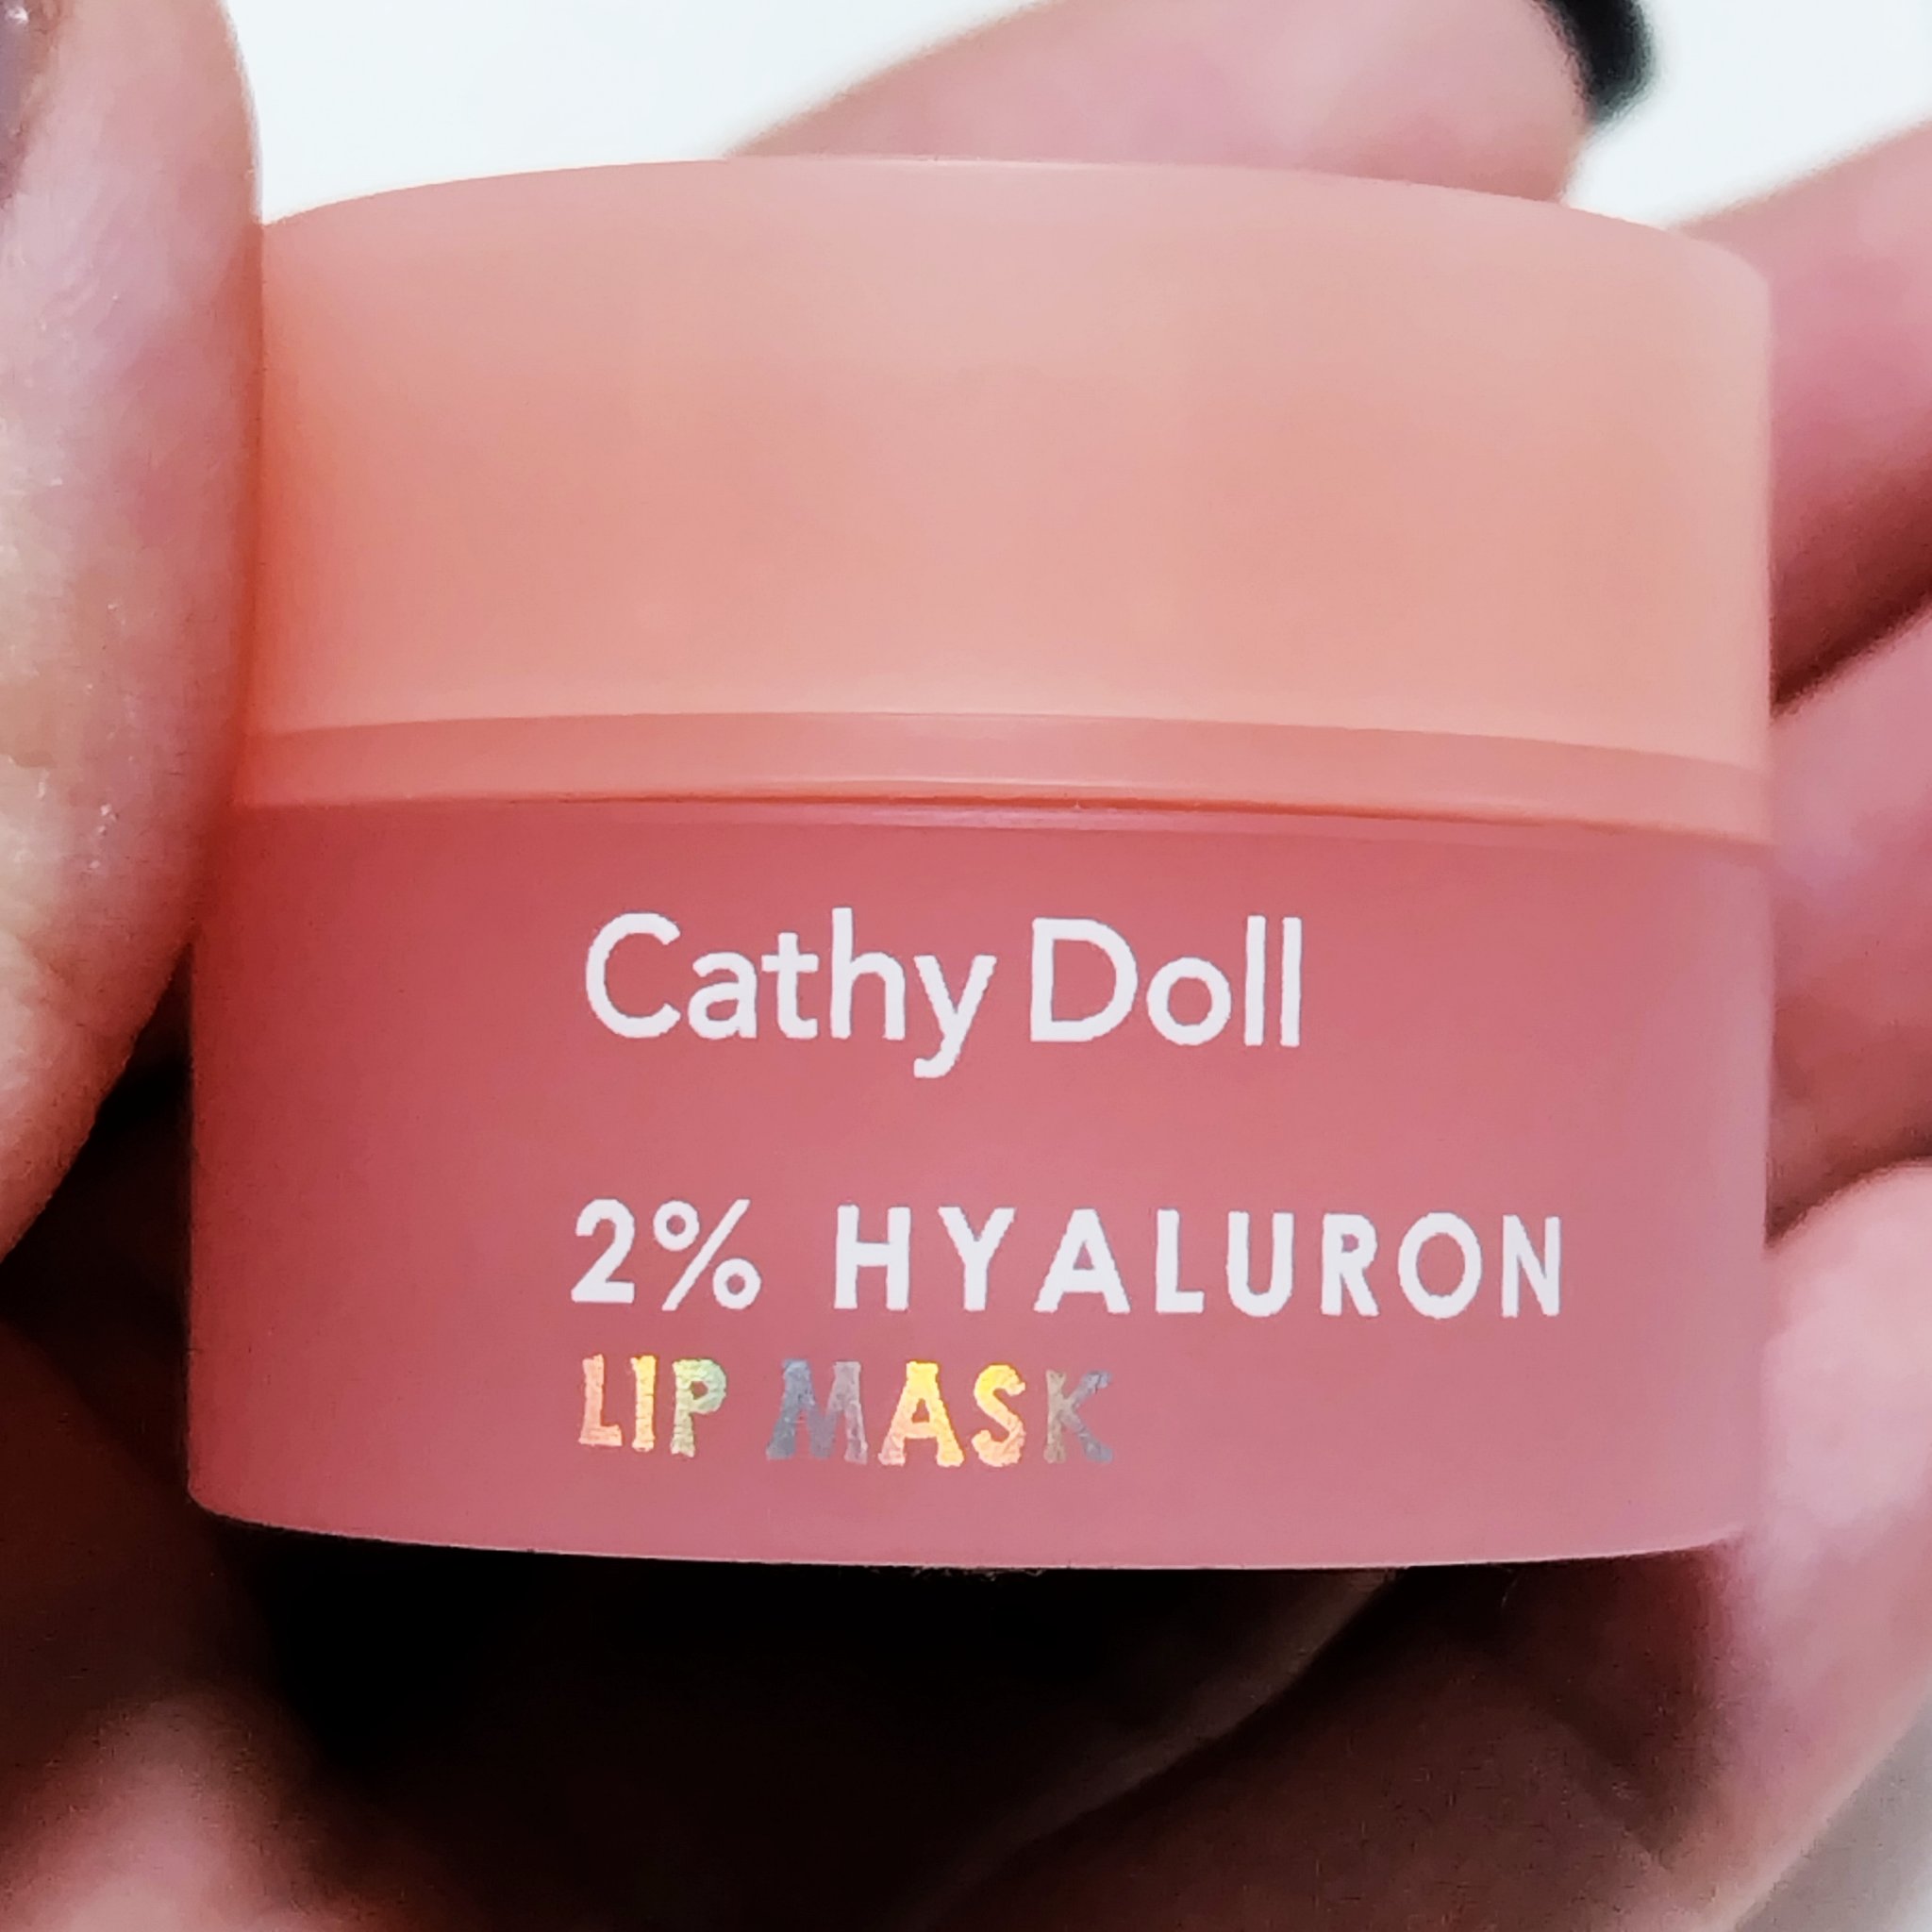 Cathy Doll
2% HYALURON
LIP MASK